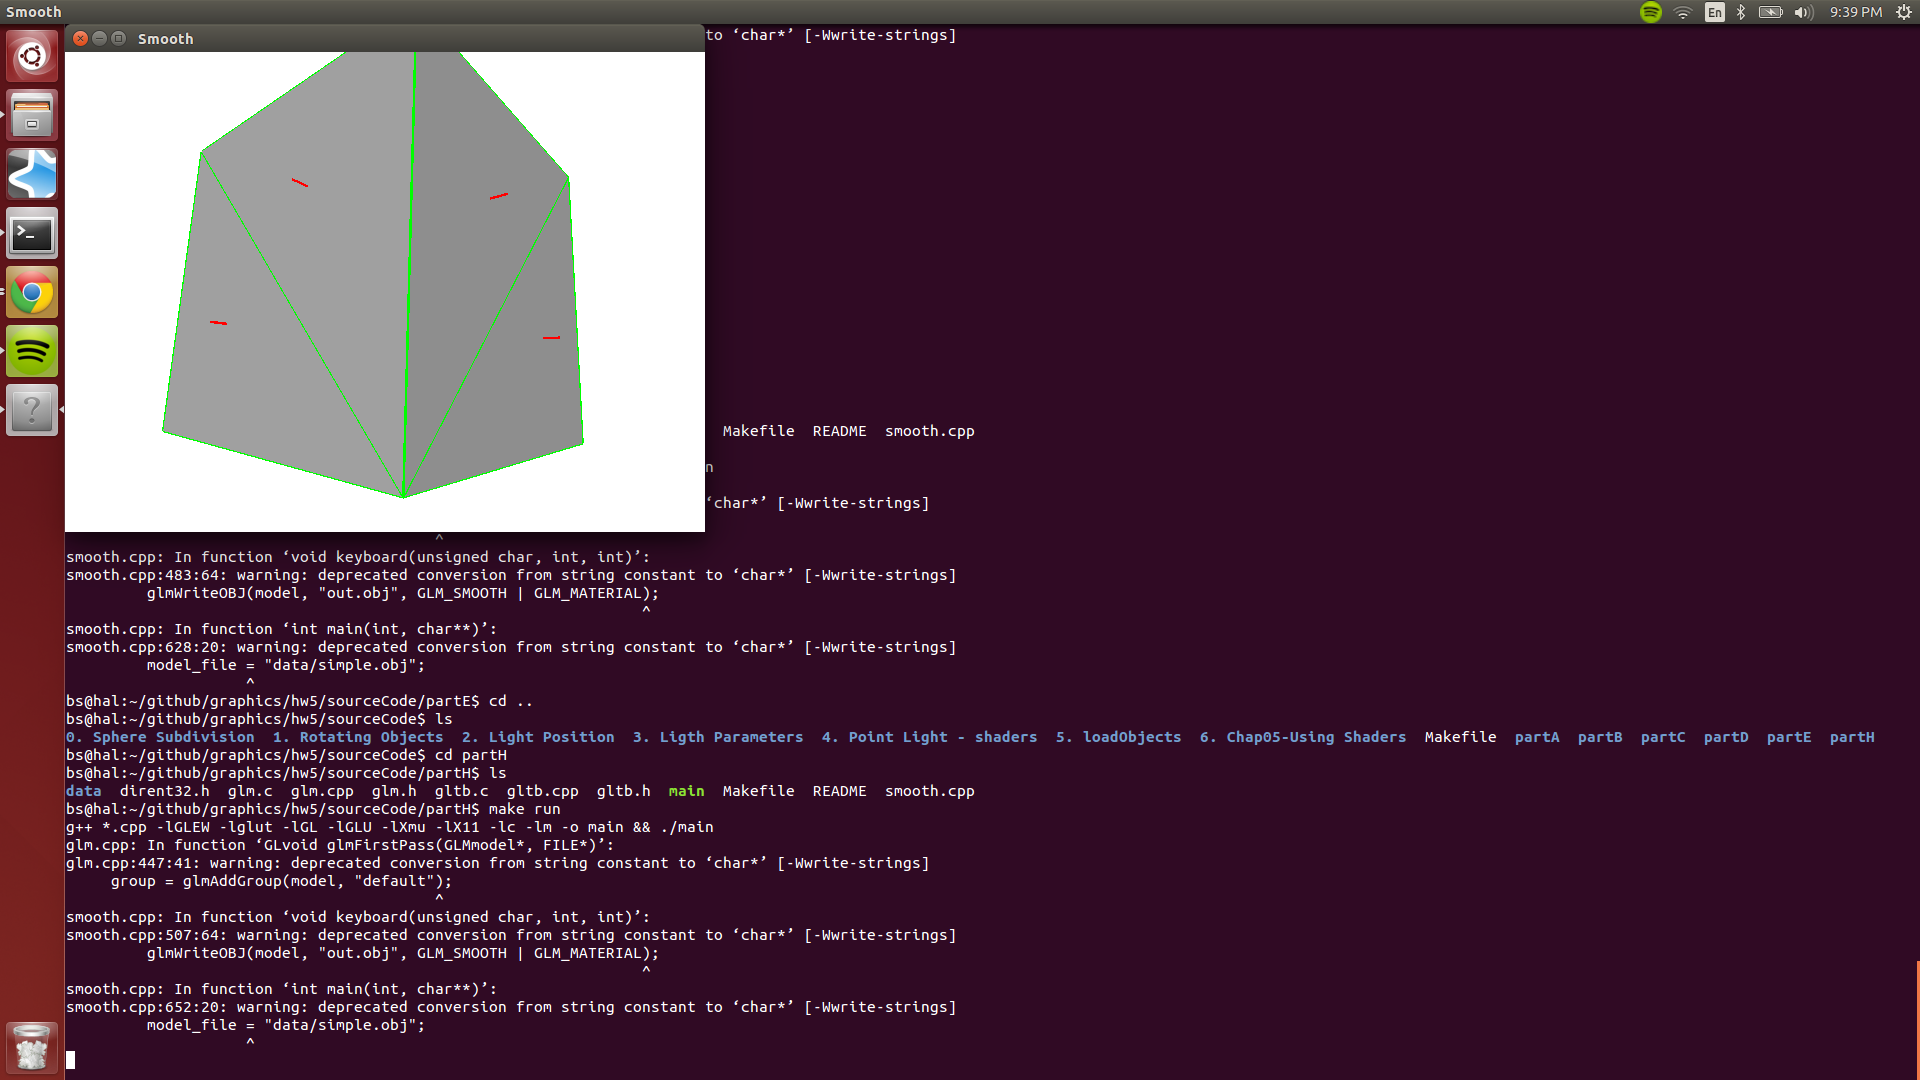 Smooth
En
9:39 PM
Smooth
to ‘char*’ [-Wwrite-strings]
Makefile  README  smooth.cpp
n
‘char*’ [-Wwrite-strings]
^
smooth.cpp: In function ‘void keyboard(unsigned char, int, int)’:
smooth.cpp:483:64: warning: deprecated conversion from string constant to ‘char*’ [-Wwrite-strings]
glmWriteOBJ(model, "out.obj", GLM_SMOOTH | GLM_MATERIAL);
^
smooth.cpp: In function ‘int main(int, char**)’:
smooth.cpp:628:20: warning: deprecated conversion from string constant to ‘char*’ [-Wwrite-strings]
model_file = "data/simple.obj";
^
bs@hal:~/github/graphics/hw5/sourceCode/partE$ cd ..
bs@hal:~/github/graphics/hw5/sourceCode$ ls
0. Sphere Subdivision  1. Rotating Objects  2. Light Position  3. Ligth Parameters  4. Point Light - shaders  5. loadObjects  6. Chap05-Using Shaders  Makefile  partA  partB  partC  partD  partE  partH
bs@hal:~/github/graphics/hw5/sourceCode$ cd partH
bs@hal:~/github/graphics/hw5/sourceCode/partH$ ls
data  dirent32.h  glm.c  glm.cpp  glm.h  gltb.c  gltb.cpp  gltb.h  main  Makefile  README  smooth.cpp
bs@hal:~/github/graphics/hw5/sourceCode/partH$ make run
g++ *.cpp -lGLEW -lglut -lGL -lGLU -lXmu -lX11 -lc -lm -o main && ./main
glm.cpp: In function ‘GLvoid glmFirstPass(GLMmodel*, FILE*)’:
glm.cpp:447:41: warning: deprecated conversion from string constant to ‘char*’ [-Wwrite-strings]
group = glmAddGroup(model, "default");
^
smooth.cpp: In function ‘void keyboard(unsigned char, int, int)’:
smooth.cpp:507:64: warning: deprecated conversion from string constant to ‘char*’ [-Wwrite-strings]
glmWriteOBJ(model, "out.obj", GLM_SMOOTH | GLM_MATERIAL);
^
smooth.cpp: In function ‘int main(int, char**)’:
smooth.cpp:652:20: warning: deprecated conversion from string constant to ‘char*’ [-Wwrite-strings]
model_file = "data/simple.obj";
^